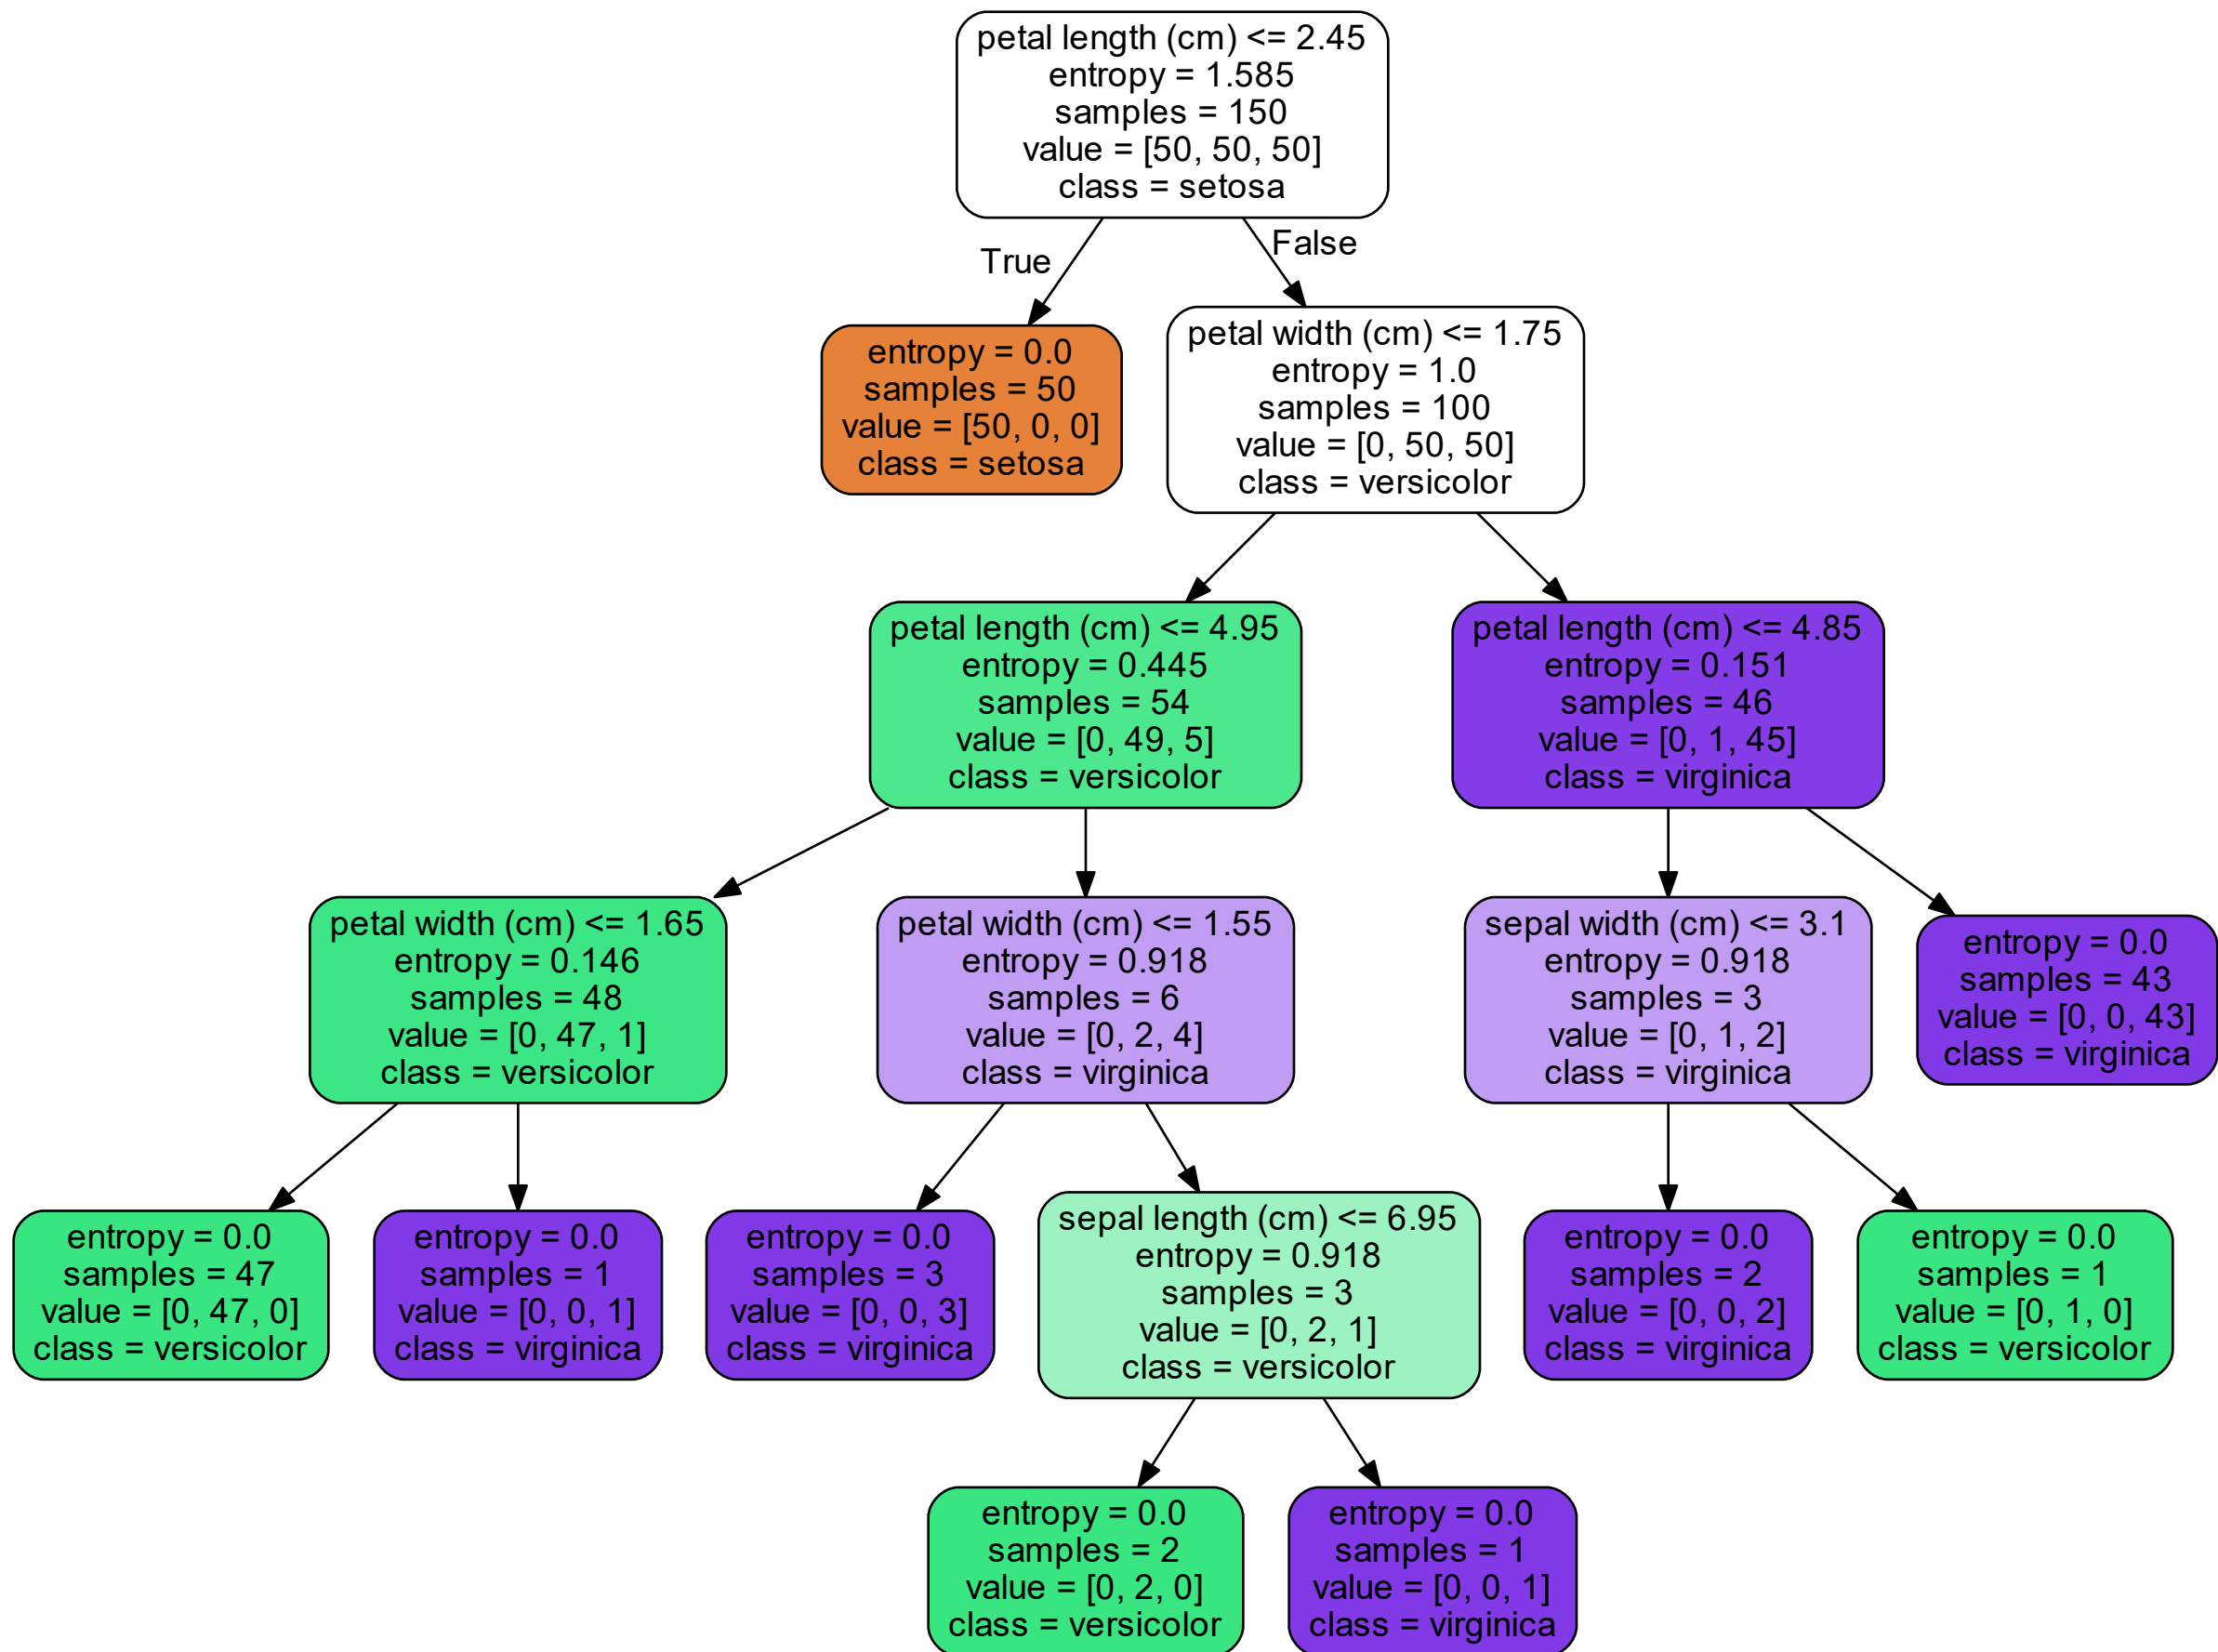 petal length (cm) <= 2.45
entropy = 1.585
samples = 150
value = [50, 50, 50]
class = setosa
True
False
entropy = 0.0
samples = 50
value = [50, 0, 0]
class = setosa
petal width (cm) <= 1.75
entropy = 1.0
samples = 100
value = [0, 50, 50]
class = versicolor
petal length (cm) <= 4.95
entropy = 0.445
samples = 54
value = [0, 49, 5]
class = versicolor
petal length (cm) <= 4.85
entropy = 0.151
samples = 46
value = [0, 1, 45]
class = virginica
petal width (cm) <= 1.65
entropy = 0.146
samples = 48
value = [0, 47, 1]
class = versicolor
petal width (cm) <= 1.55
entropy = 0.918
samples = 6
value = [0, 2, 4]
class = virginica
sepal width (cm) <= 3.1
entropy = 0.918
samples = 3
value = [0, 1, 2]
class = virginica
entropy = 0.0
samples = 43
value = [0, 0, 43]
class = virginica
entropy = 0.0
samples = 47
value = [0, 47, 0]
class = versicolor
entropy = 0.0
samples = 1
value = [0, 0, 1]
class = virginica
entropy = 0.0
samples = 3
value = [0, 0, 3]
class = virginica
sepal length (cm) <= 6.95
entropy = 0.918
samples = 3
value = [0, 2, 1]
class = versicolor
entropy = 0.0
samples = 2
value = [0, 0, 2]
class = virginica
entropy = 0.0
samples = 1
value = [0, 1, 0]
class = versicolor
entropy = 0.0
samples = 2
value = [0, 2, 0]
class = versicolor
entropy = 0.0
samples = 1
value = [0, 0, 1]
class = virginica